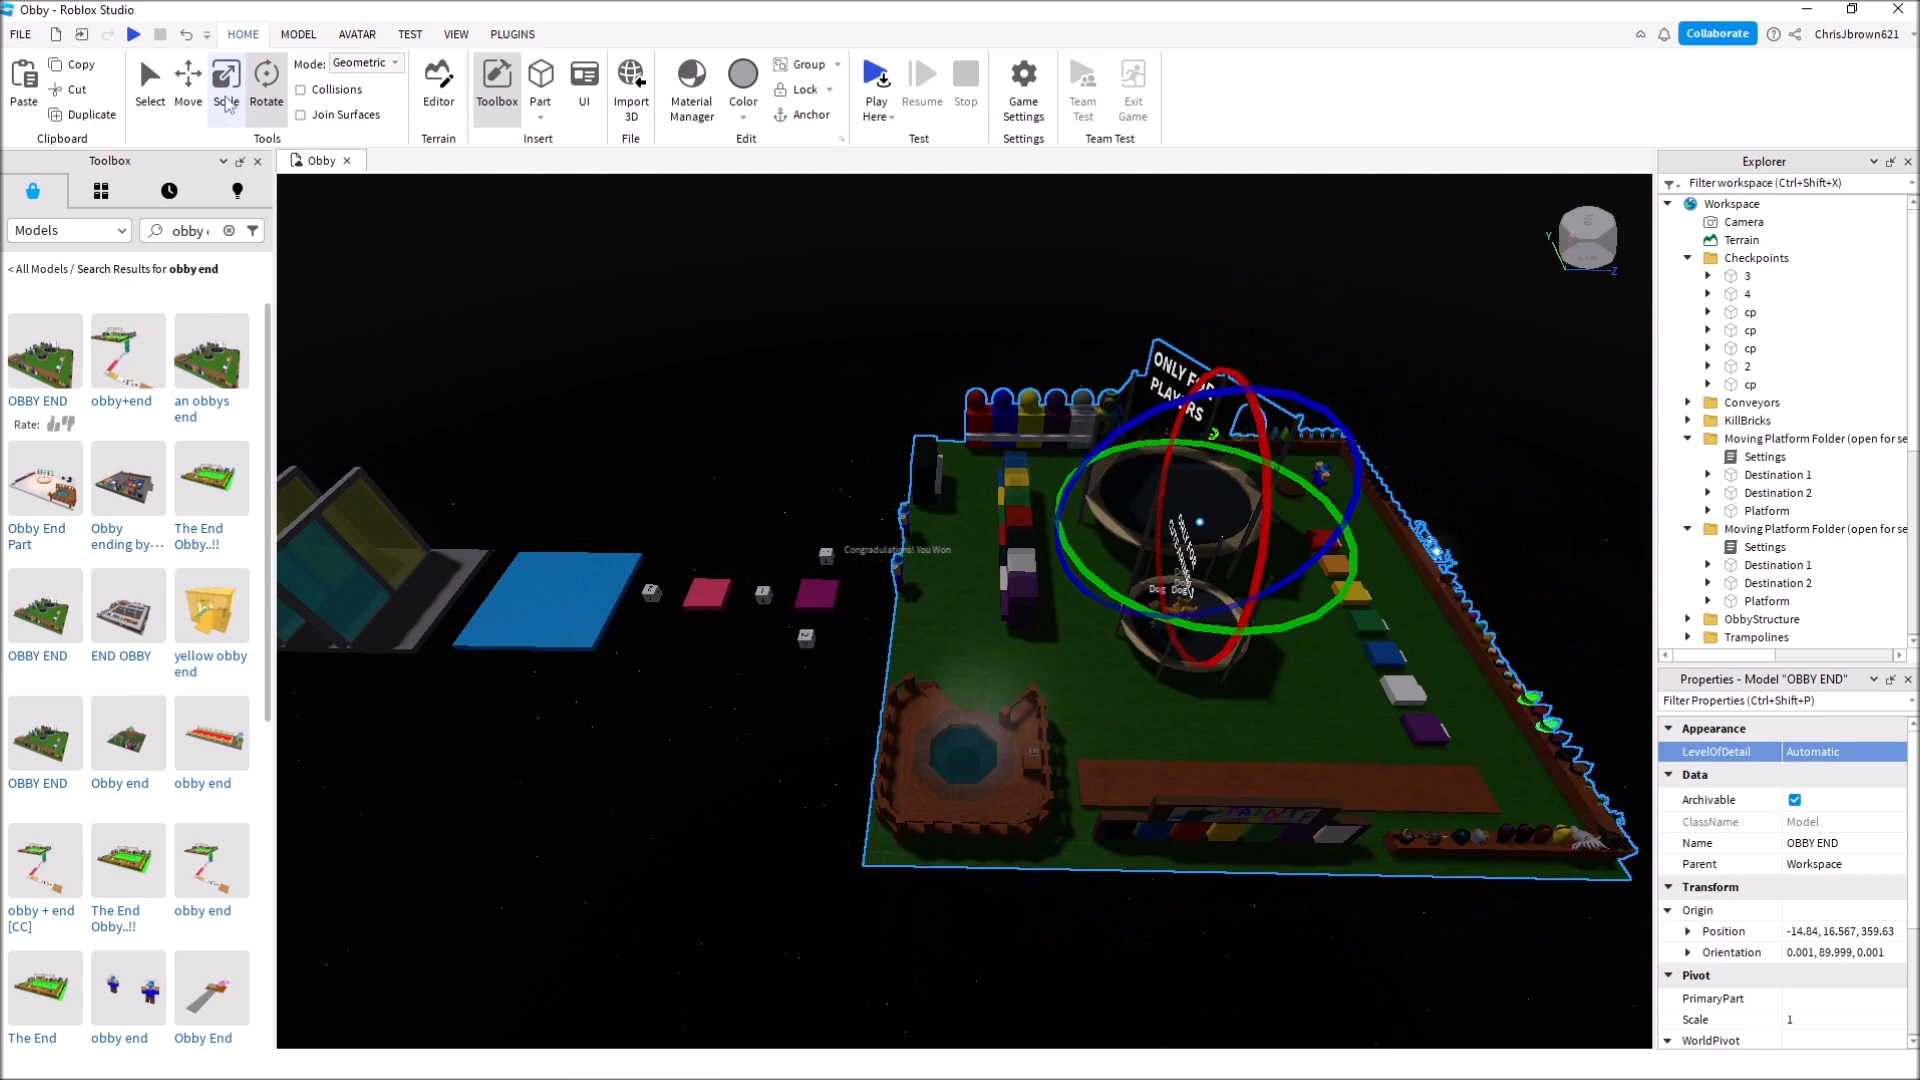 Obby - Roblox Studio
FILE HOME MODEL AVATAR TEST VIEW PLUGINS Collaborate ChrisJbrown621
Paste Copy Cut Duplicate Clipboard
Select Move Scale Rotate Mode: Geometric Collisions Join Surfaces Tools
Editor Terrain
Toolbox Part UI Insert
Import 3D File
Material Manager Color Group Lock Anchor Edit
Play Here Resume Stop Test
Game Settings Settings
Team Test Exit Game Team Test
Toolbox
Models
obby
< All Models / Search Results for obby end
OBBY END
Rate:
obby+end
an obbys end
Obby End Part
Obby ending by...
The End Obby..!!
OBBY END
END OBBY
yellow obby end
OBBY END
Obby end
obby end
obby + end [CC]
The End Obby..!!
obby end
The End
obby end
Obby End
Obby
ONLY FOR
PLAYERS
Congradulations! You Won
Dog
Dog Dog
Y
Z
Explorer
Filter workspace (Ctrl+Shift+X)
Workspace
Camera
Terrain
Checkpoints
3
4
cp
cp
cp
2
cp
Conveyors
KillBricks
Moving Platform Folder (open for se
Settings
Destination 1
Destination 2
Platform
Moving Platform Folder (open for se
Settings
Destination 1
Destination 2
Platform
ObbyStructure
Trampolines
Properties - Model "OBBY END"
Filter Properties (Ctrl+Shift+P)
Appearance
LevelOfDetail Automatic
Data
Archivable
ClassName Model
Name OBBY END
Parent Workspace
Transform
Origin
Position -14.84, 16.567, 359.63
Orientation 0.001, 89.999, 0.001
Pivot
PrimaryPart
Scale 1
WorldPivot